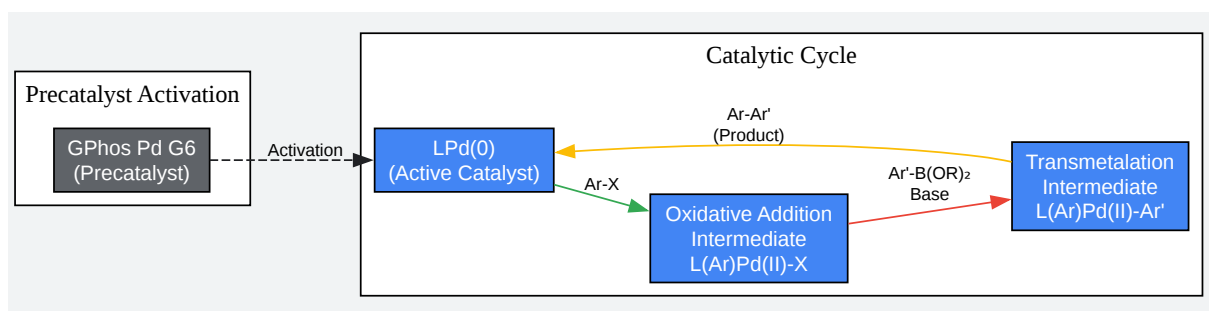 Catalytic Cycle
Precatalyst Activation
GPhos Pd G6
(Precatalyst)
Activation
LPd(0)
(Active Catalyst)
Ar-X
Oxidative Addition
Intermediate
L(Ar)Pd(II)-X
Ar'-B(OR)₂
Base
Transmetalation
Intermediate
L(Ar)Pd(II)-Ar'
Ar-Ar'
(Product)